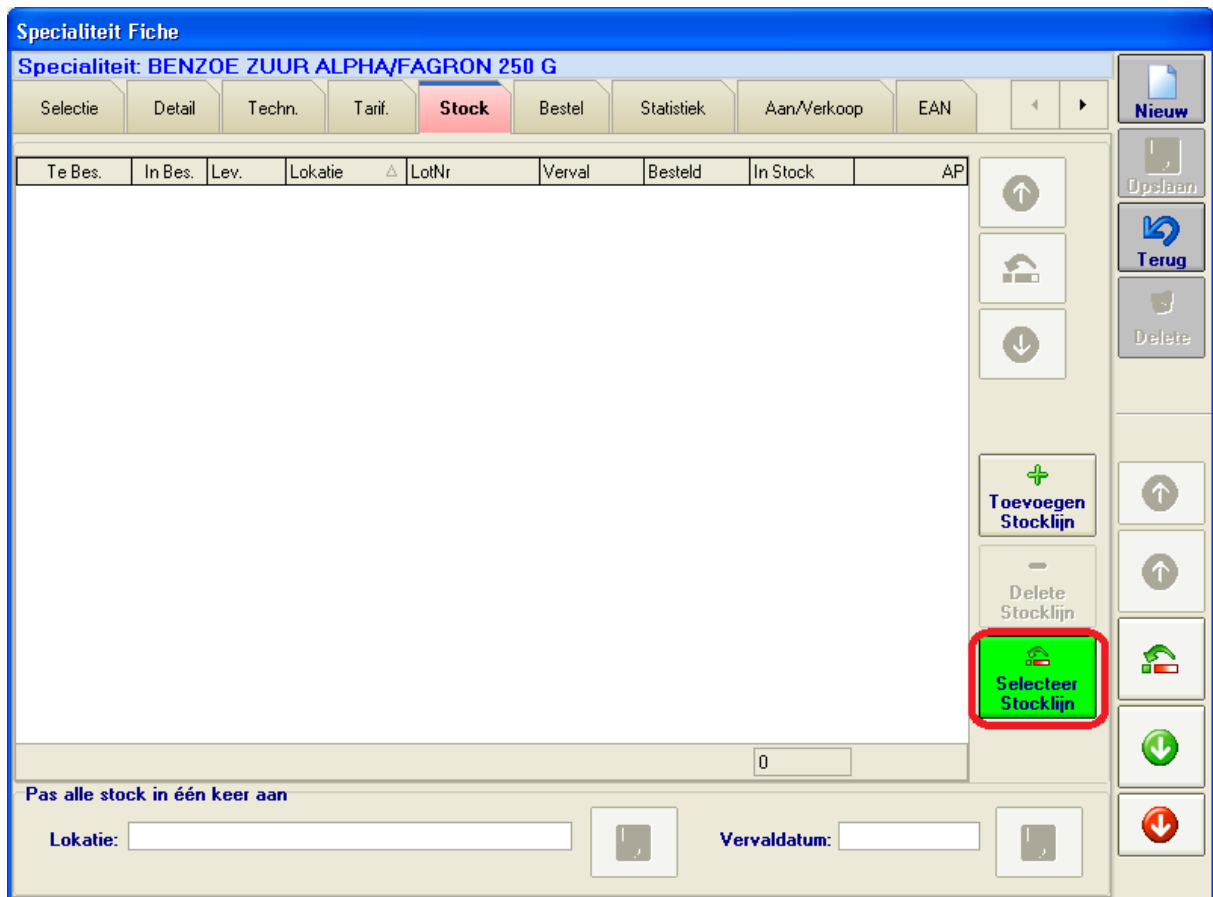 Specialiteit Fiche
Specialiteit: BENZOE ZUUR ALPHA/FAGRON 250 G
Selectie Detail Techn. Tarif. Stock Bestel Statistiek Aan/Verkoop EAN
Nieuw
Opslaan
Terug
Delete
Te Bes. In Bes. Lev. Lokatie LotNr Verval Besteld In Stock AP
Toevoegen
Stocklijn
Delete
Stocklijn
Selecteer
Stocklijn
0
Pas alle stock in één keer aan
Lokatie: Vervaldatum: